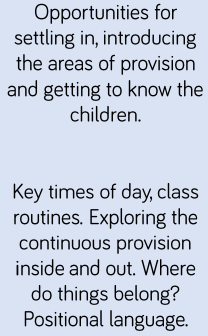 Opportunities for
settling in, introducing
the areas of provision
and getting to know the
children.
Key times of day, class
routines. Exploring the
continuous provision
inside and out. Where
do things belong?
Positional language.